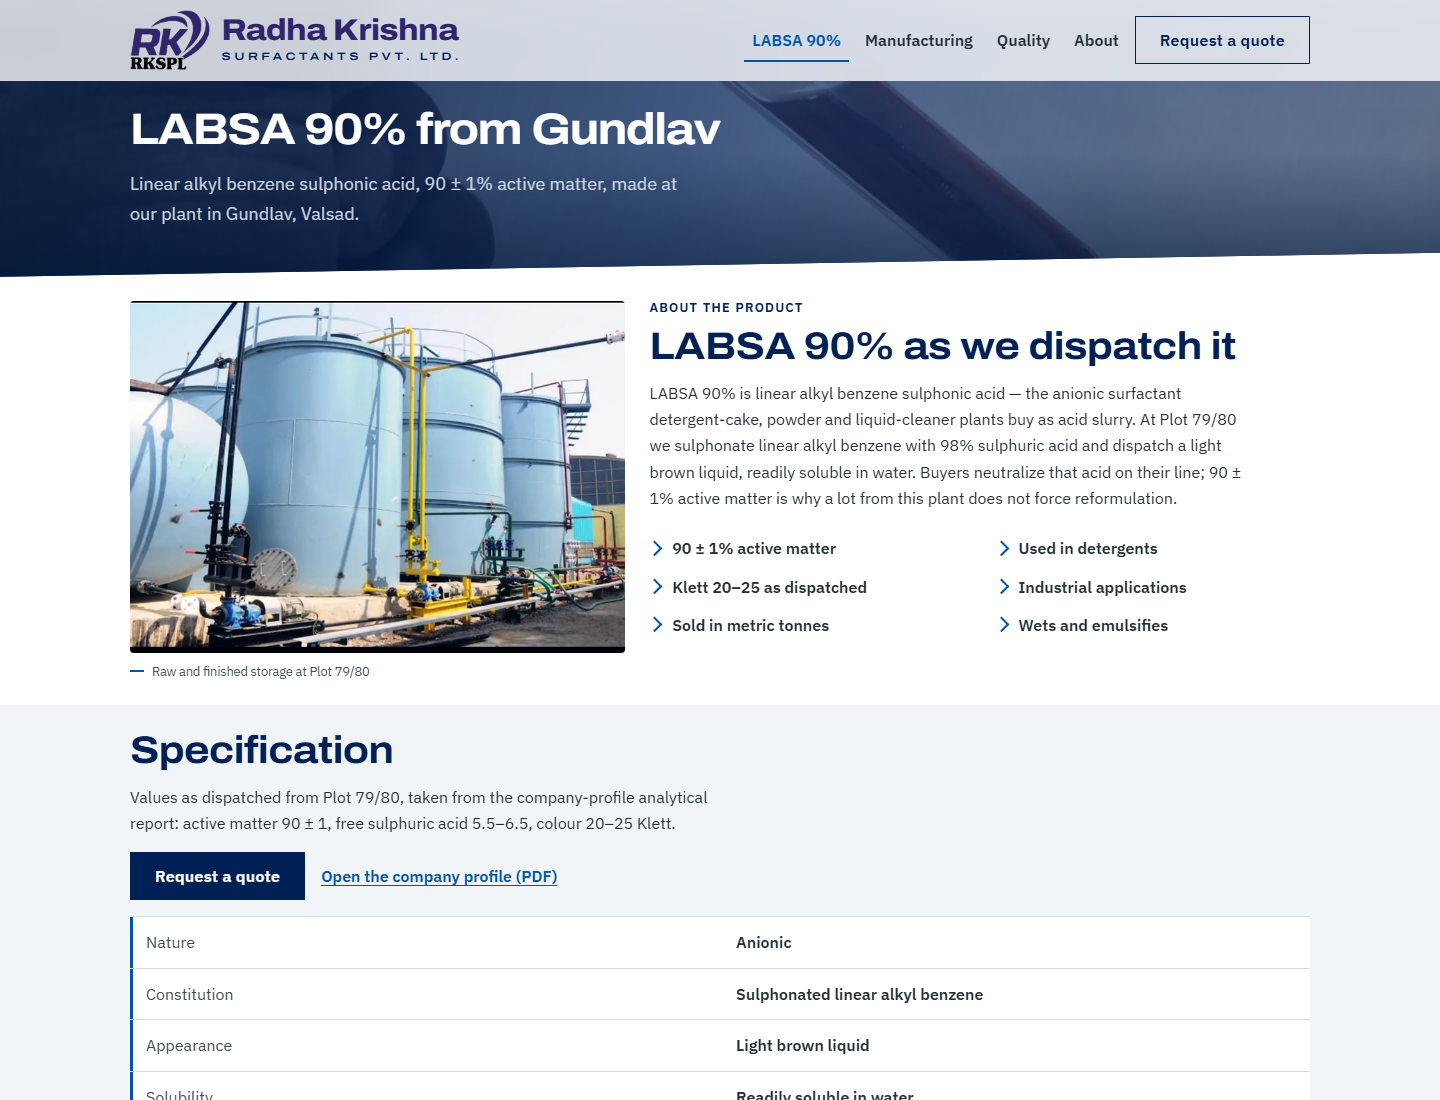 RK
RKSPL
Radha Krishna
SURFACTANTS PVT. LTD.
LABSA 90%
Manufacturing
Quality
About
Request a quote
LABSA 90% from Gundlav
Linear alkyl benzene sulphonic acid, 90 ± 1% active matter, made at
our plant in Gundlav, Valsad.
ABOUT THE PRODUCT
LABSA 90% as we dispatch it
LABSA 90% is linear alkyl benzene sulphonic acid — the anionic surfactant
detergent-cake, powder and liquid-cleaner plants buy as acid slurry. At Plot 79/80
we sulphonate linear alkyl benzene with 98% sulphuric acid and dispatch a light
brown liquid, readily soluble in water. Buyers neutralize that acid on their line; 90 ±
1% active matter is why a lot from this plant does not force reformulation.
90 ± 1% active matter
Used in detergents
Klett 20–25 as dispatched
Industrial applications
Sold in metric tonnes
Wets and emulsifies
Raw and finished storage at Plot 79/80
Specification
Values as dispatched from Plot 79/80, taken from the company-profile analytical
report: active matter 90 ± 1, free sulphuric acid 5.5–6.5, colour 20–25 Klett.
Request a quote
Open the company profile (PDF)
Nature
Anionic
Constitution
Sulphonated linear alkyl benzene
Appearance
Light brown liquid
Solubility
Readily soluble in water